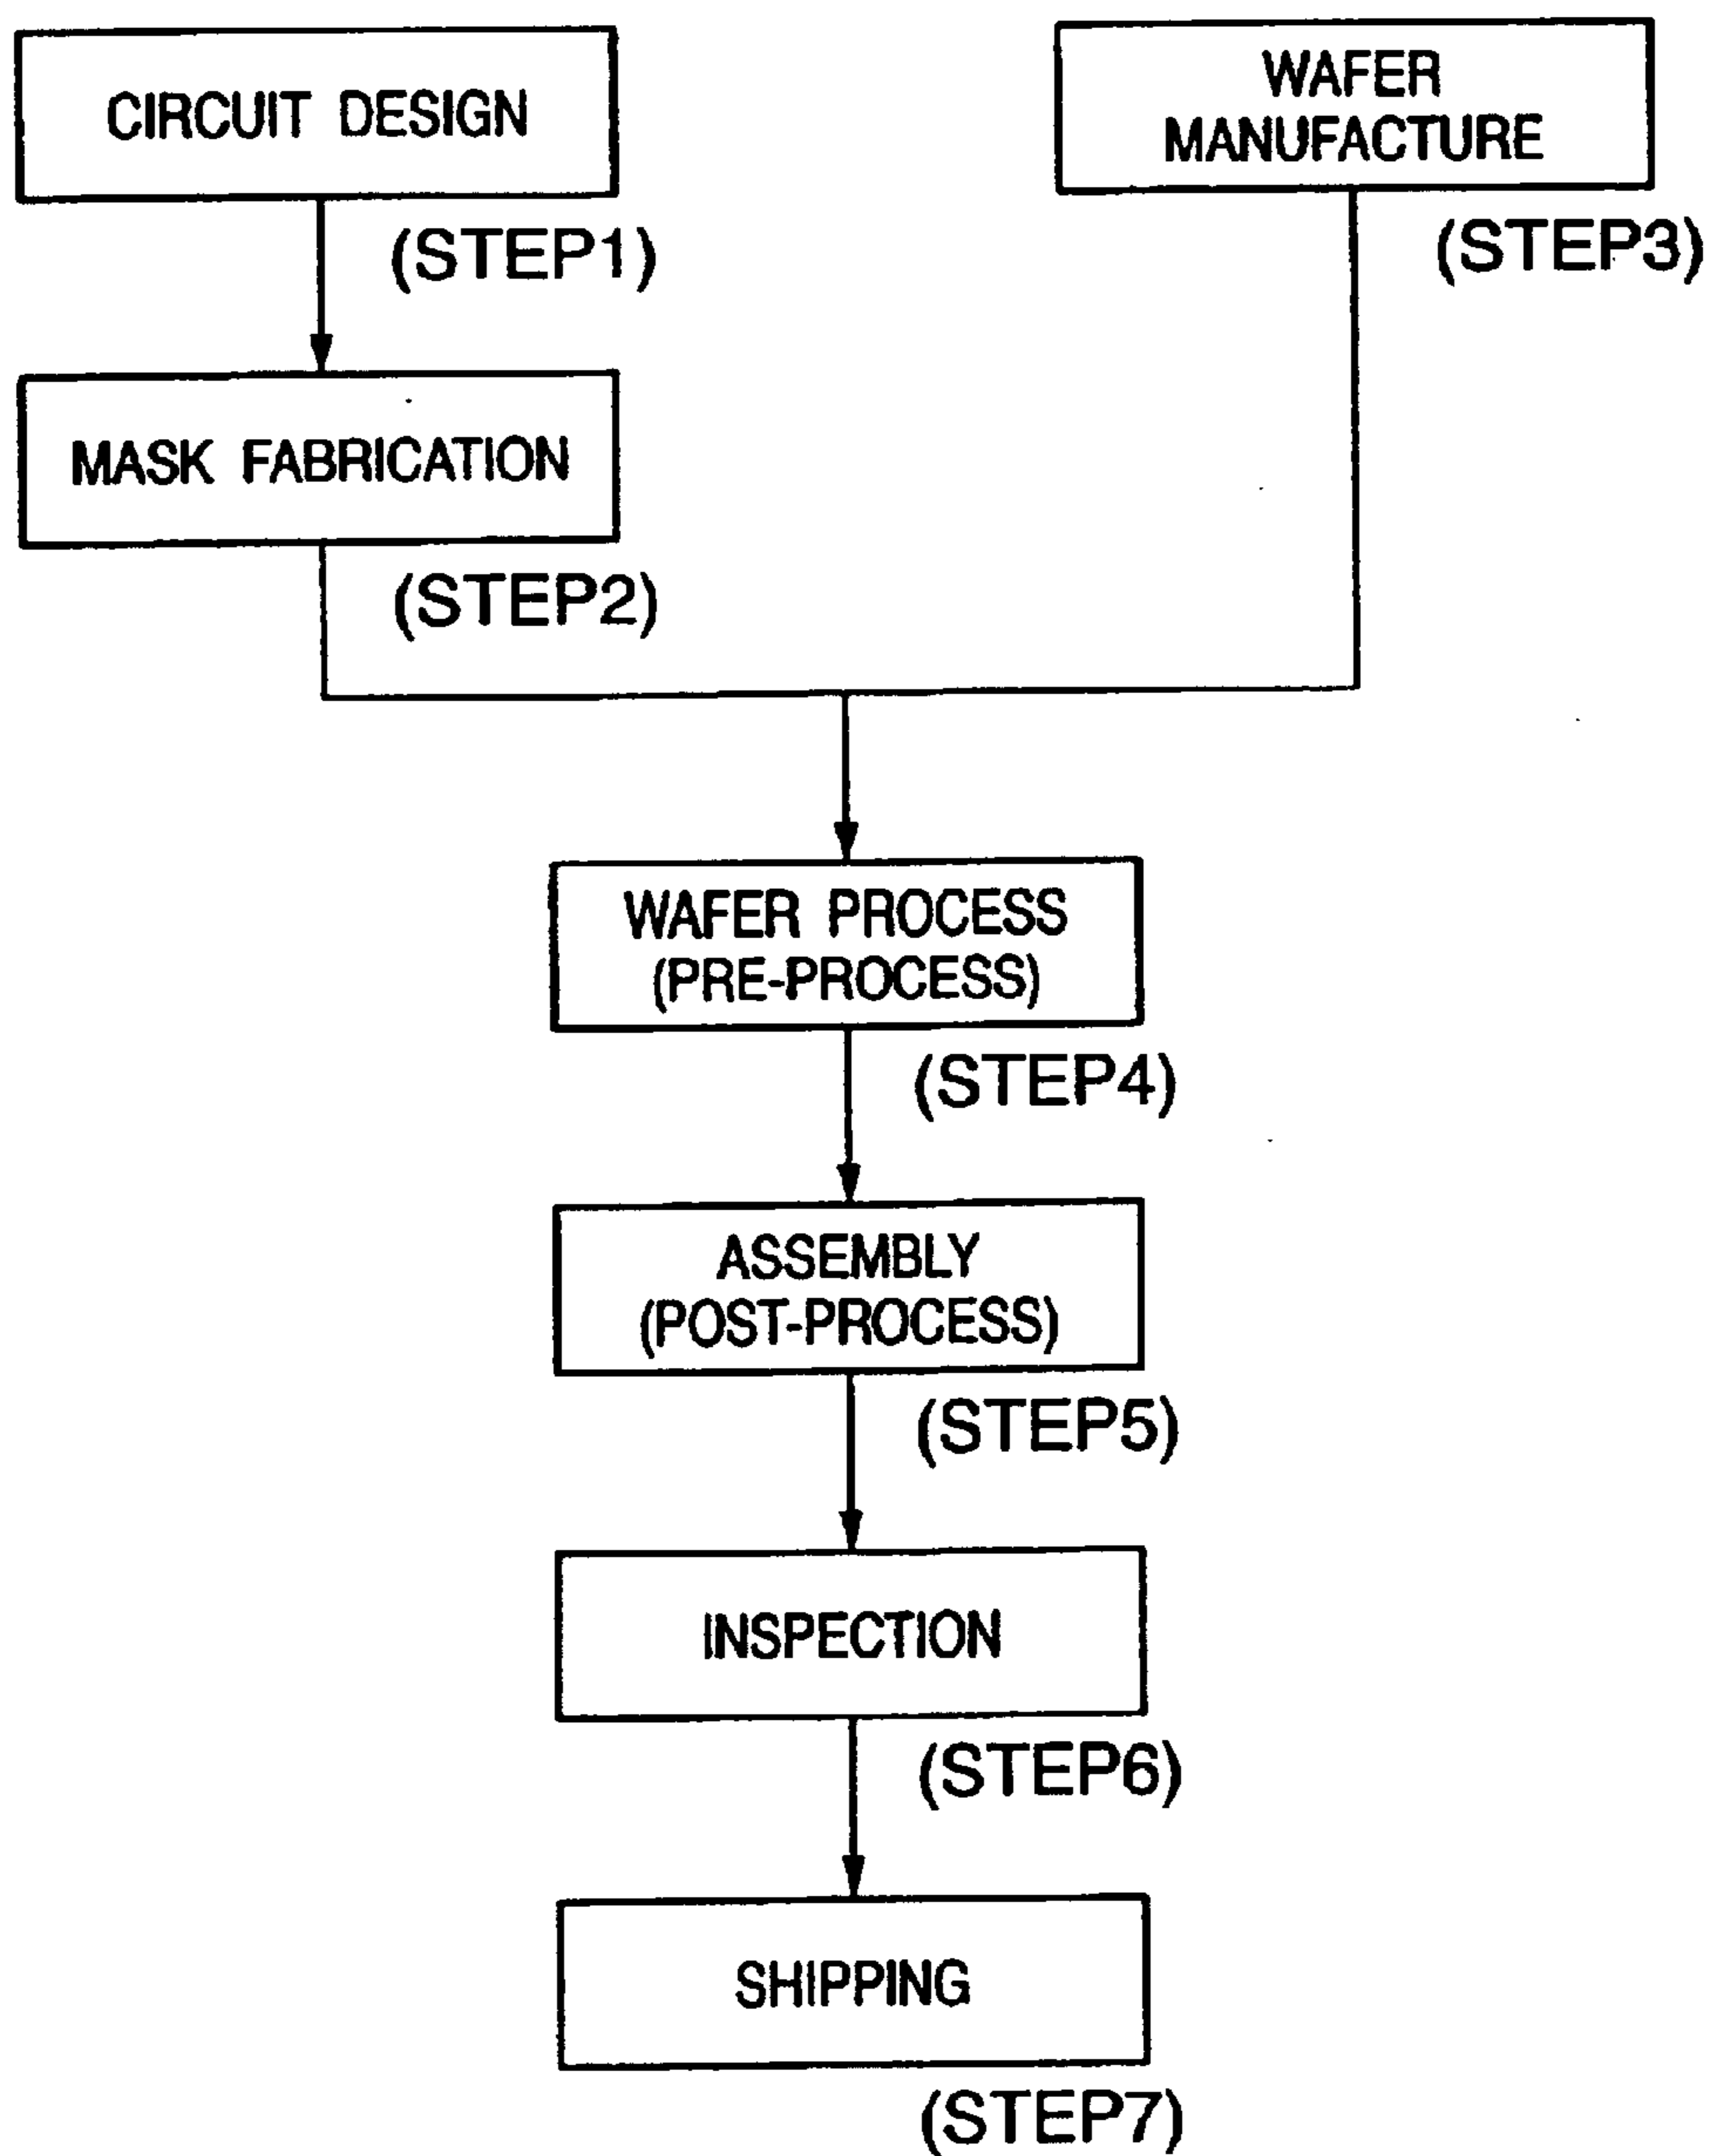 CIRCUIT DESIGN
(STEP1)
MASK FABRICATION
(STEP2)
WAFER
MANUFACTURE
(STEP3)
WAFER PROCESS
(PRE-PROCESS)
(STEP4)
ASSEMBLY
(POST-PROCESS)
(STEP5)
INSPECTION
(STEP6)
SHIPPING
(STEP7)